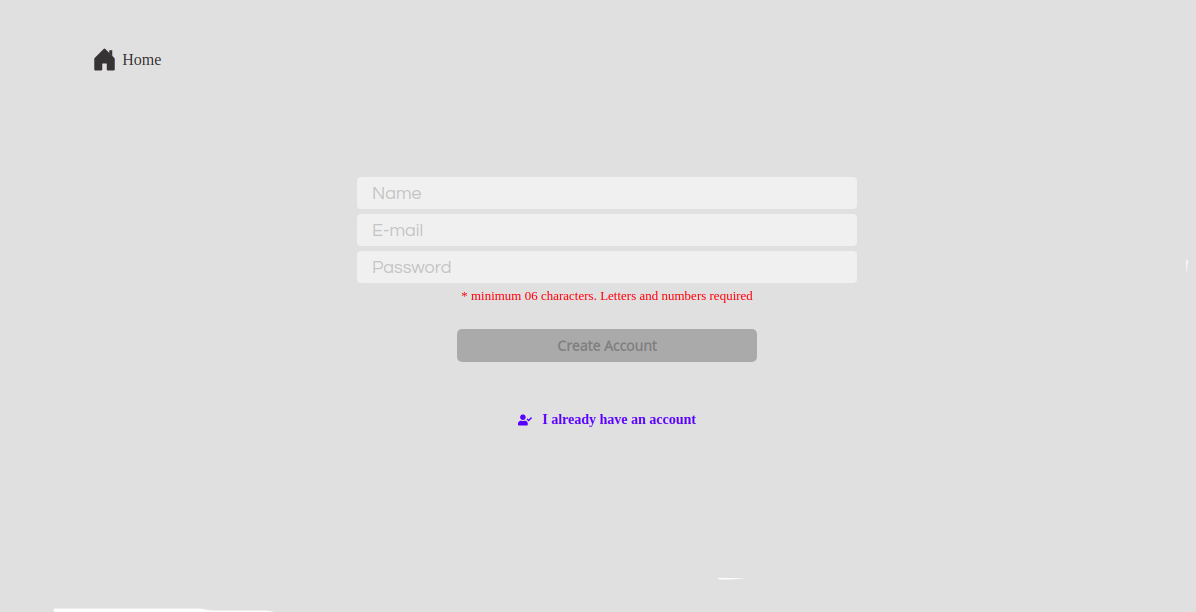 Home
Name
E-mail
Password
* minimum 06 characters. Letters and numbers required
Create Account
I already have an account